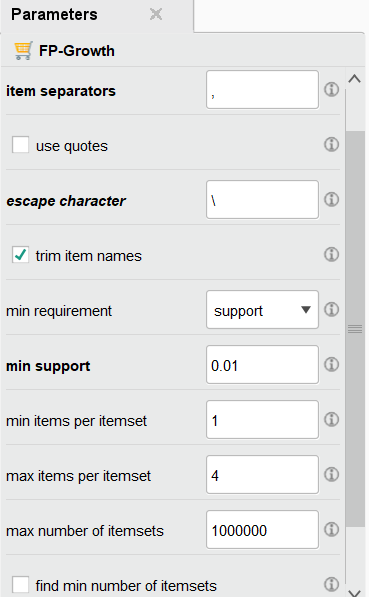 Parameters
FP-Growth
item separators ,
use quotes
escape character \
trim item names
min requirement support
min support 0.01
min items per itemset 1
max items per itemset 4
max number of itemsets 1000000
find min number of itemsets